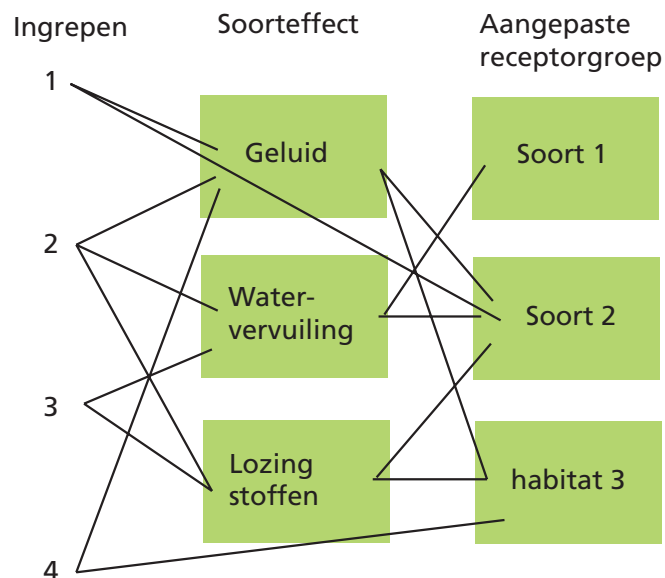 Ingrepen
Soorteffect
Aangepaste
receptorgroep
1
2
3
4
Geluid
Water-
vervuiling
Lozing
stoffen
Soort 1
Soort 2
habitat 3